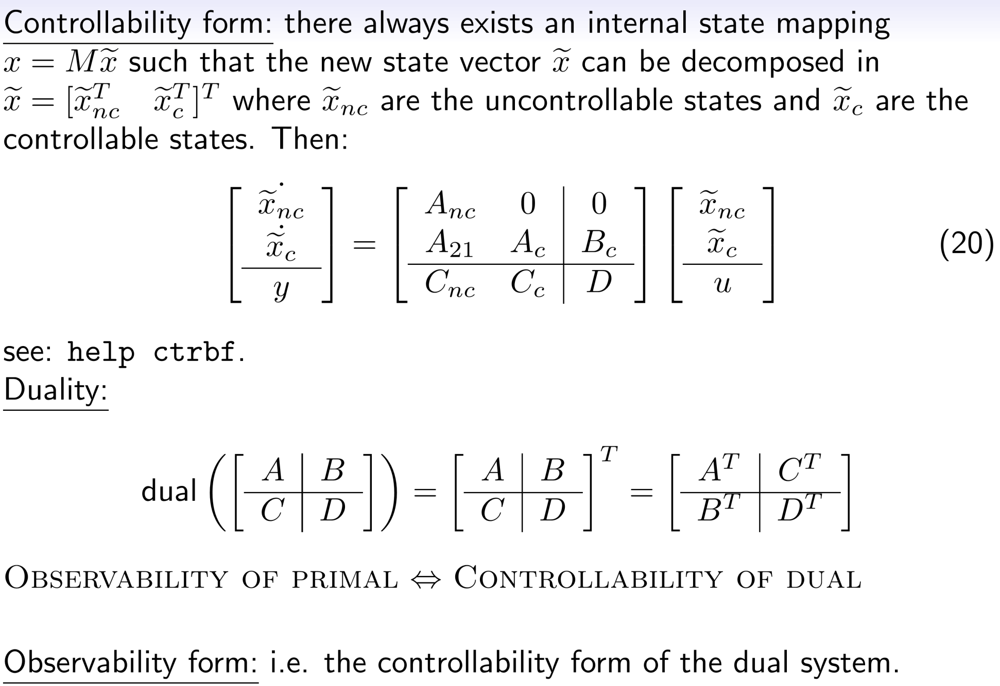 Controllability form: there always exists an internal state mapping
$x = M\widetilde{x}$ such that the new state vector $\widetilde{x}$ can be decomposed in
$\widetilde{x} = [\widetilde{x}_{nc}^T \quad \widetilde{x}_c^T]^T$ where $\widetilde{x}_{nc}$ are the uncontrollable states and $\widetilde{x}_c$ are the
controllable states. Then:
$\left[\begin{array}{c} \dot{\widetilde{x}}_{nc} \\ \dot{\widetilde{x}}_c \\ \hline y \end{array}\right] = \left[\begin{array}{cc|c} A_{nc} & 0 & 0 \\ A_{21} & A_c & B_c \\ \hline C_{nc} & C_c & D \end{array}\right] \left[\begin{array}{c} \widetilde{x}_{nc} \\ \widetilde{x}_c \\ \hline u \end{array}\right]$ (20)
see: help ctrbf.
Duality:
$\text{dual}\left(\left[\begin{array}{c|c} A & B \\ \hline C & D \end{array}\right]\right) = \left[\begin{array}{c|c} A & B \\ \hline C & D \end{array}\right]^T = \left[\begin{array}{c|c} A^T & C^T \\ \hline B^T & D^T \end{array}\right]$
OBSERVABILITY OF PRIMAL ⇔ CONTROLLABILITY OF DUAL
Observability form: i.e. the controllability form of the dual system.